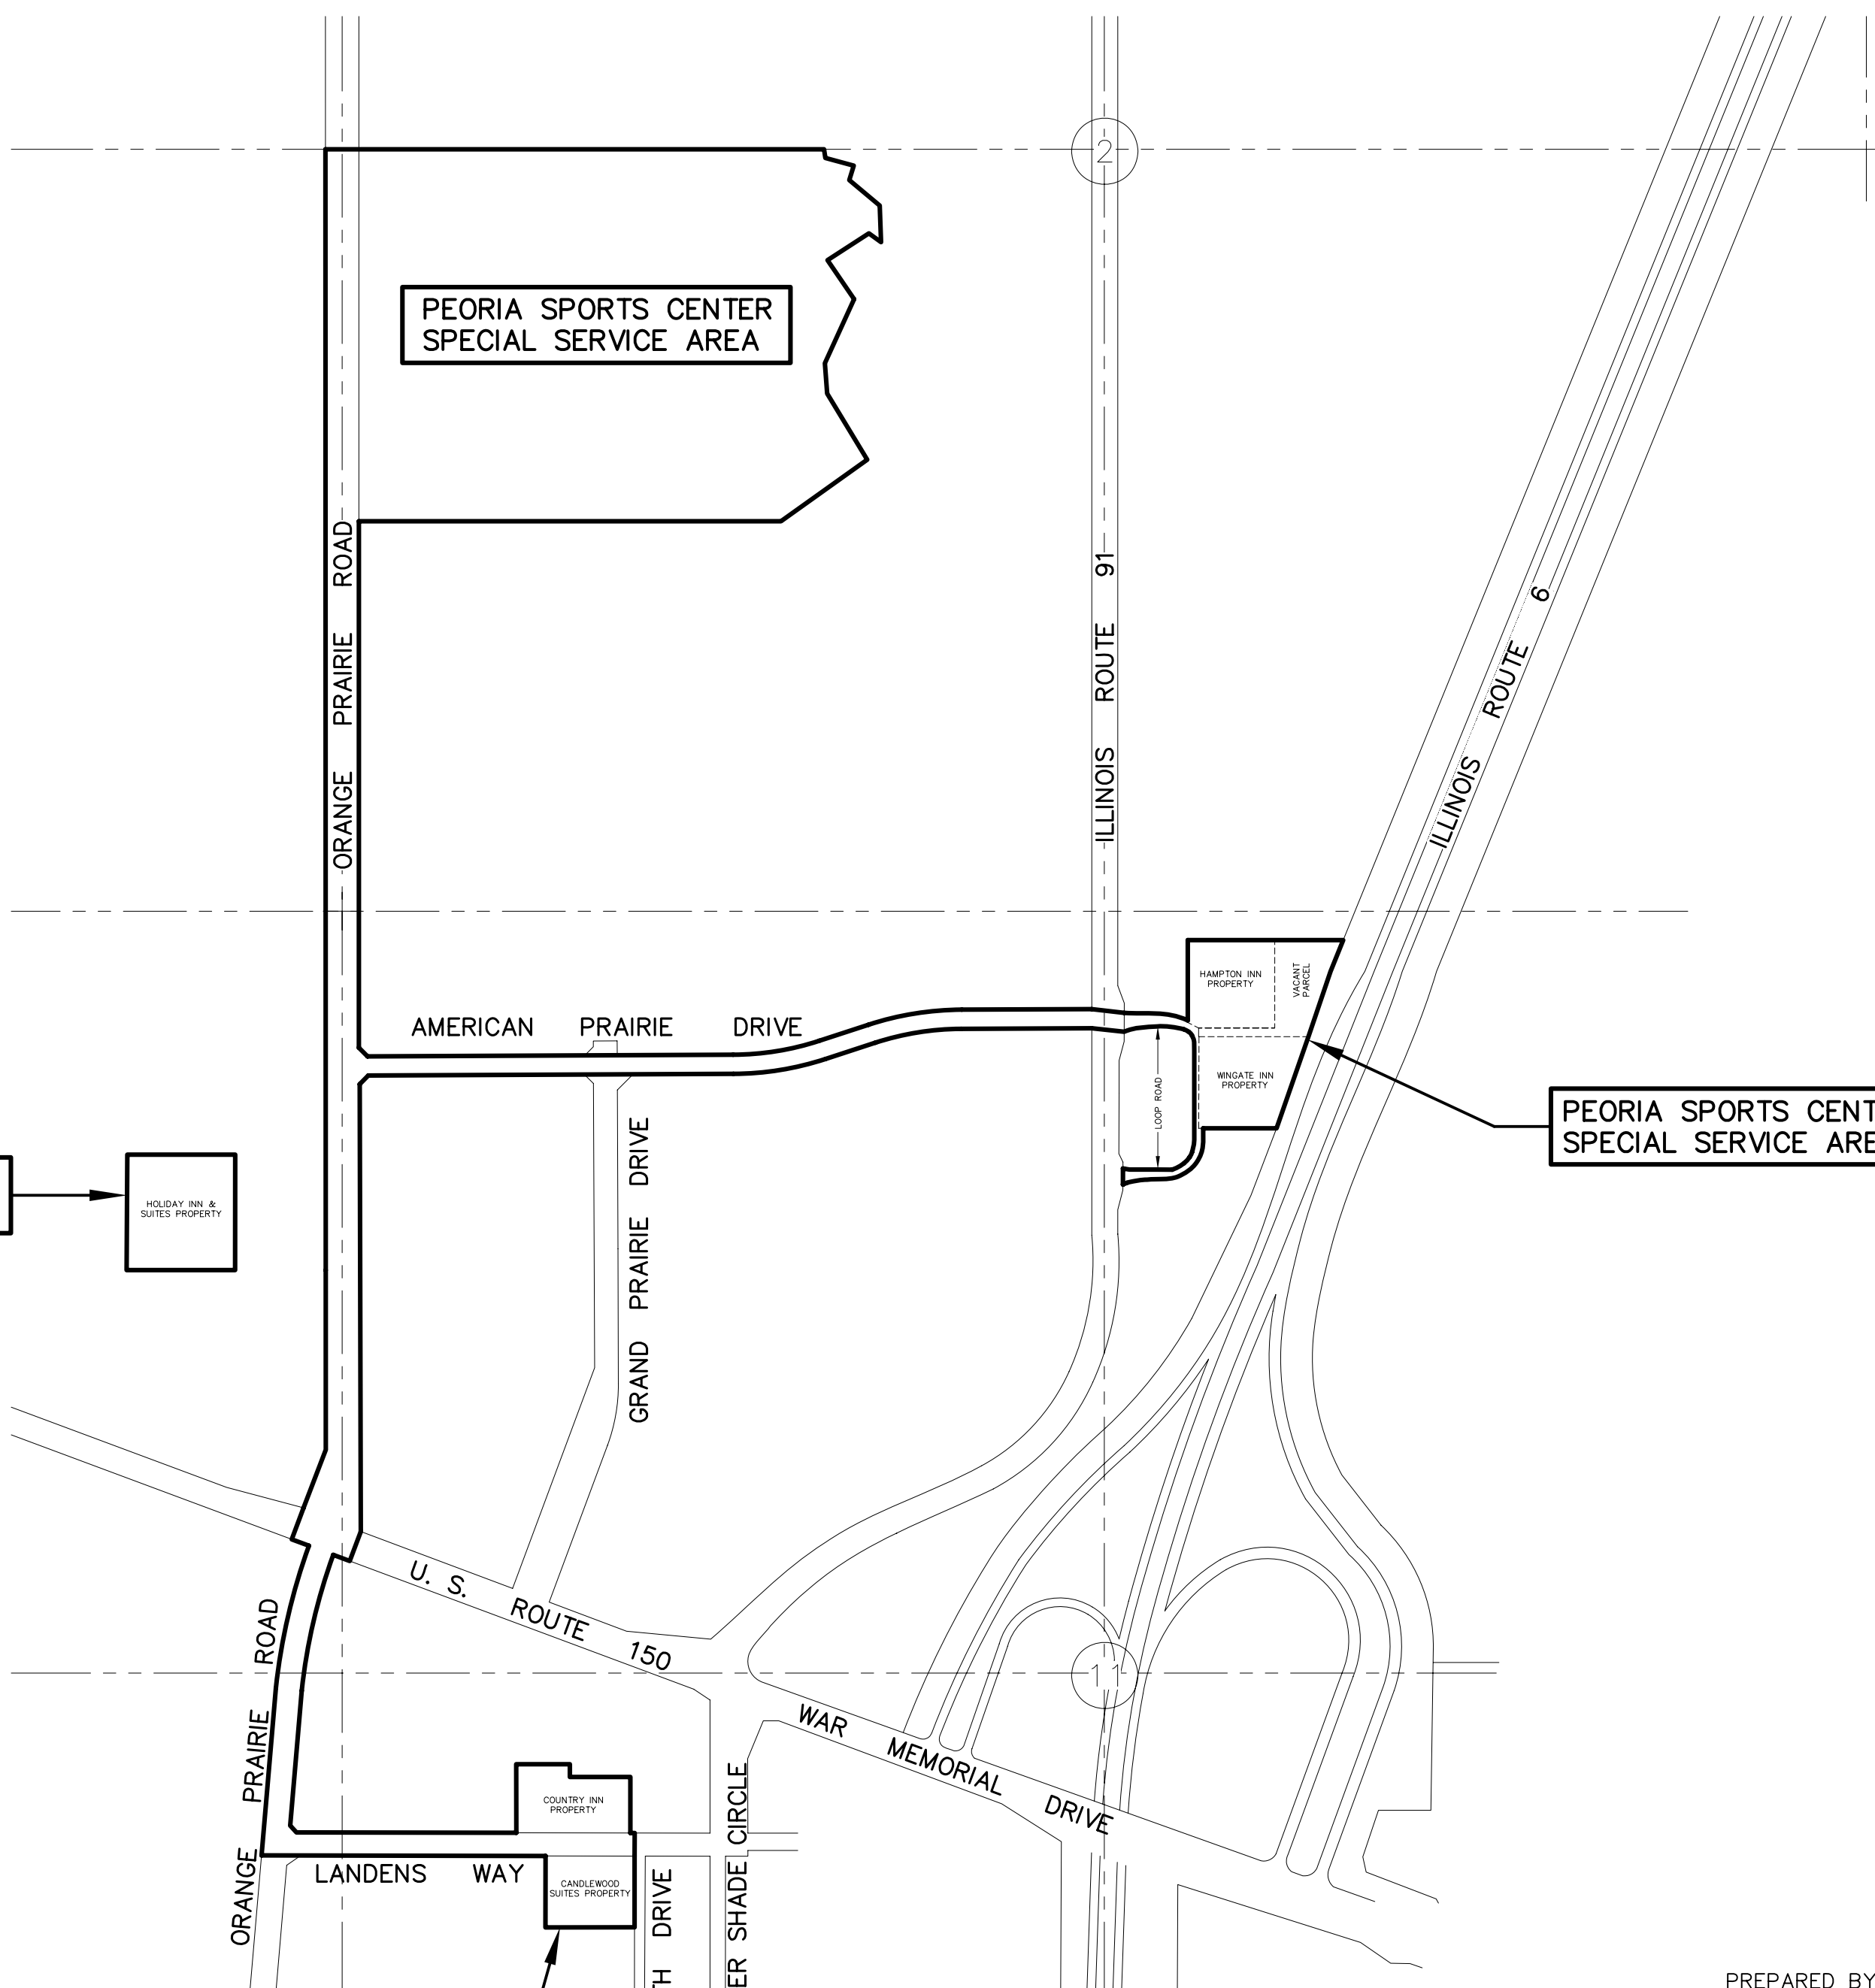 2
PEORIA SPORTS CENTER
SPECIAL SERVICE AREA
ORANGE PRAIRIE ROAD
ILLINOIS ROUTE 91
ILLINOIS ROUTE 6
HAMPTON INN
PROPERTY
VACANT
PARCEL
AMERICAN PRAIRIE DRIVE
WINGATE INN
PROPERTY
LOOP ROAD
PEORIA SPORTS CENT
SPECIAL SERVICE ARE
HOLIDAY INN &
SUITES PROPERTY
GRAND PRAIRIE DRIVE
U. S. ROUTE 150
ORANGE PRAIRIE ROAD
11
WAR MEMORIAL DRIVE
COUNTRY INN
PROPERTY
LANDENS WAY
CANDLEWOOD
SUITES PROPERTY
TH DRIVE
ER SHADE CIRCLE
PREPARED BY